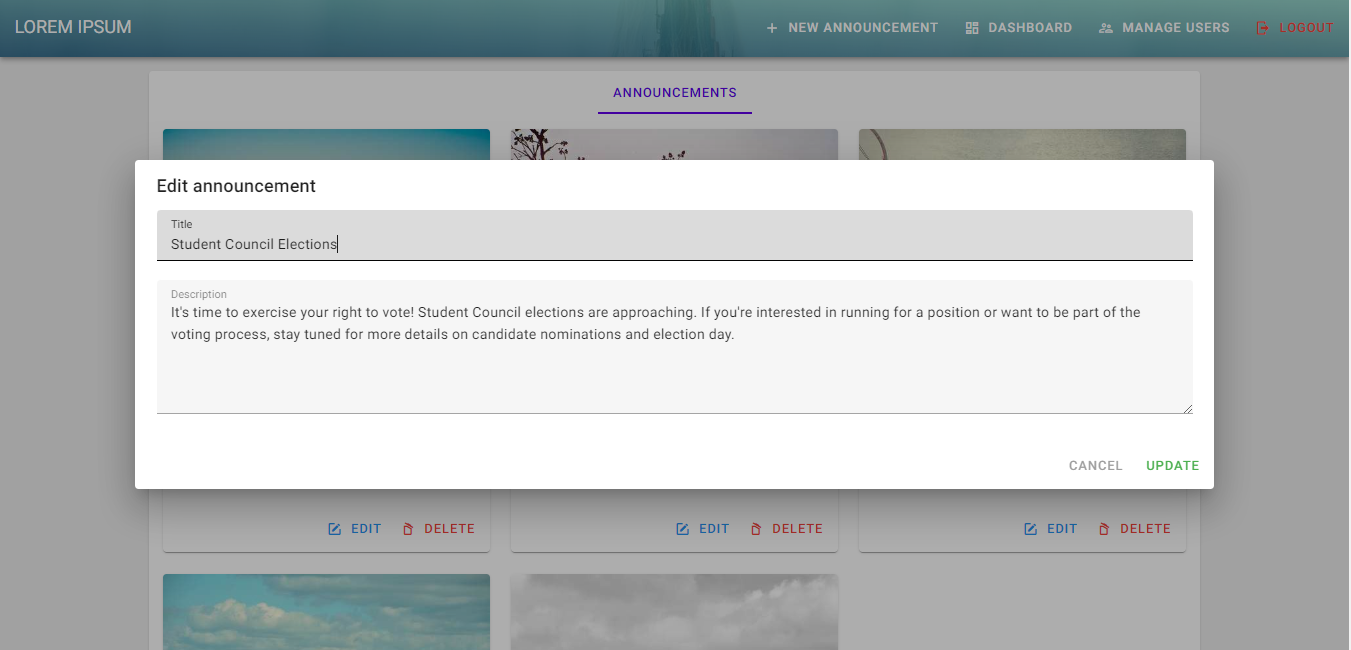 LOREM IPSUM
NEW ANNOUNCEMENT
DASHBOARD
MANAGE USERS
LOGOUT
ANNOUNCEMENTS
Edit announcement
Title
Student Council Elections
Description
It's time to exercise your right to vote! Student Council elections are approaching. If you're interested in running for a position or want to be part of the
voting process, stay tuned for more details on candidate nominations and election day.
CANCEL
UPDATE
EDIT
DELETE
EDIT
DELETE
EDIT
DELETE